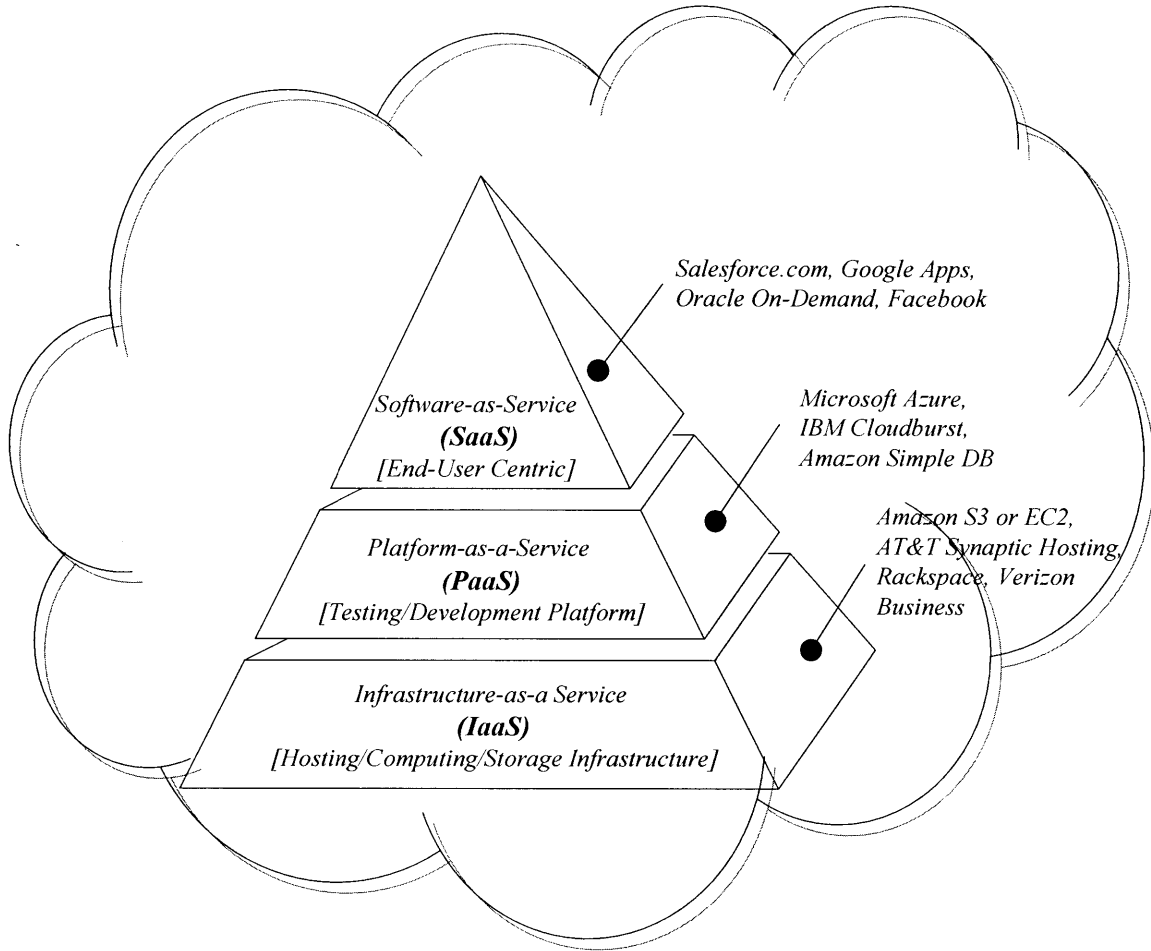 Salesforce.com, Google Apps,
Oracle On-Demand, Facebook
Software-as-Service
(SaaS)
[End-User Centric]
Microsoft Azure,
IBM Cloudburst,
Amazon Simple DB
Platform-as-a-Service
(PaaS)
[Testing/Development Platform]
Amazon S3 or EC2,
AT&T Synaptic Hosting,
Rackspace, Verizon
Business
Infrastructure-as-a Service
(IaaS)
[Hosting/Computing/Storage Infrastructure]